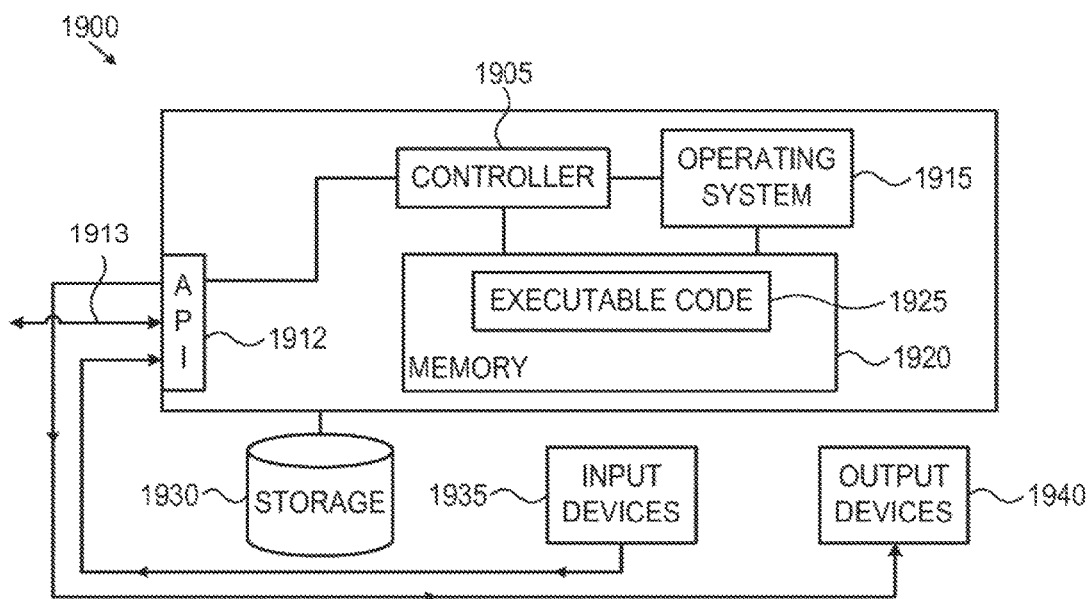 1900
1905
CONTROLLER
OPERATING
SYSTEM
1915
1913
A
P
I
1912
EXECUTABLE CODE
1925
MEMORY
1920
1930
STORAGE
1935
INPUT
DEVICES
OUTPUT
DEVICES
1940